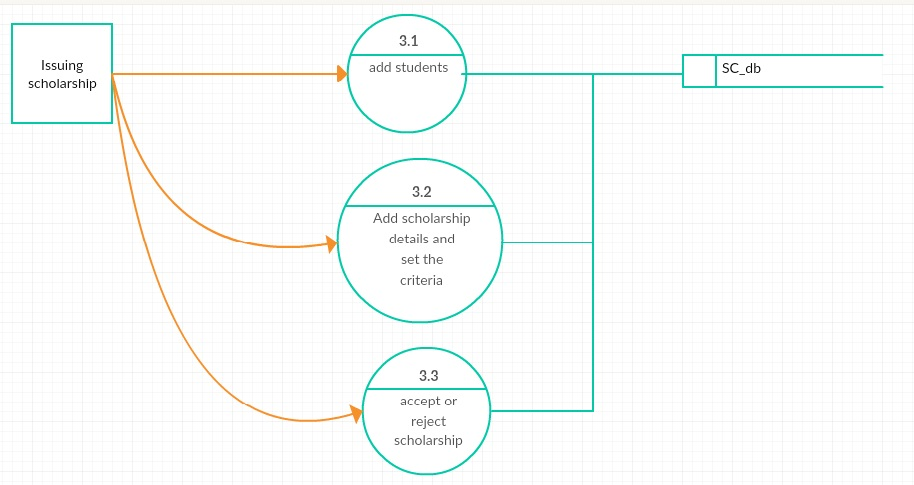 Issuing
scholarship
3.1
add students
SC_db
3.2
Add scholarship
details and
set the
criteria
3.3
accept or
reject
scholarship